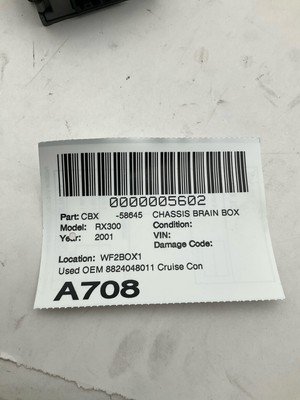 0000005602
Part: CBX -58645 CHASSIS BRAIN BOX
Model: RX300 Condition:
Year: 2001 VIN:
Damage Code:
Location: WF2BOX1
Used OEM 8824048011 Cruise Con
A708